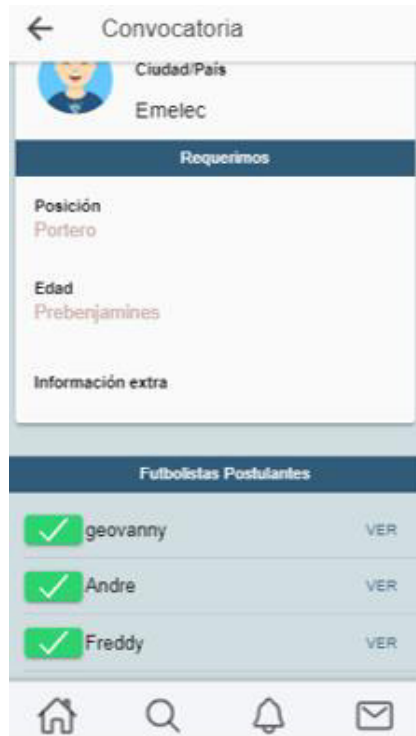 Convocatoria
Ciudad/País
Emelec
Requerimos
Posición
Portero
Edad
Prebenjamines
Información extra
Futbolistas Postulantes
geovanny VER
Andre VER
Freddy VER